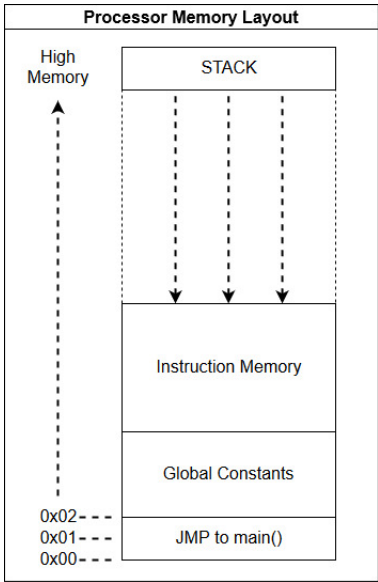 Processor Memory Layout
High
Memory
STACK
Instruction Memory
Global Constants
0x02
0x01
JMP to main()
0x00